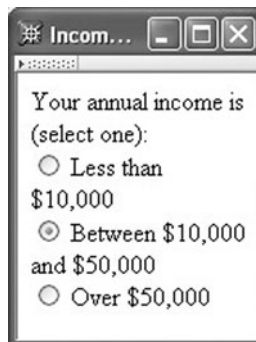 Incom...
Your annual income is
(select one):
Less than
$10,000
Between $10,000
and $50,000
Over $50,000